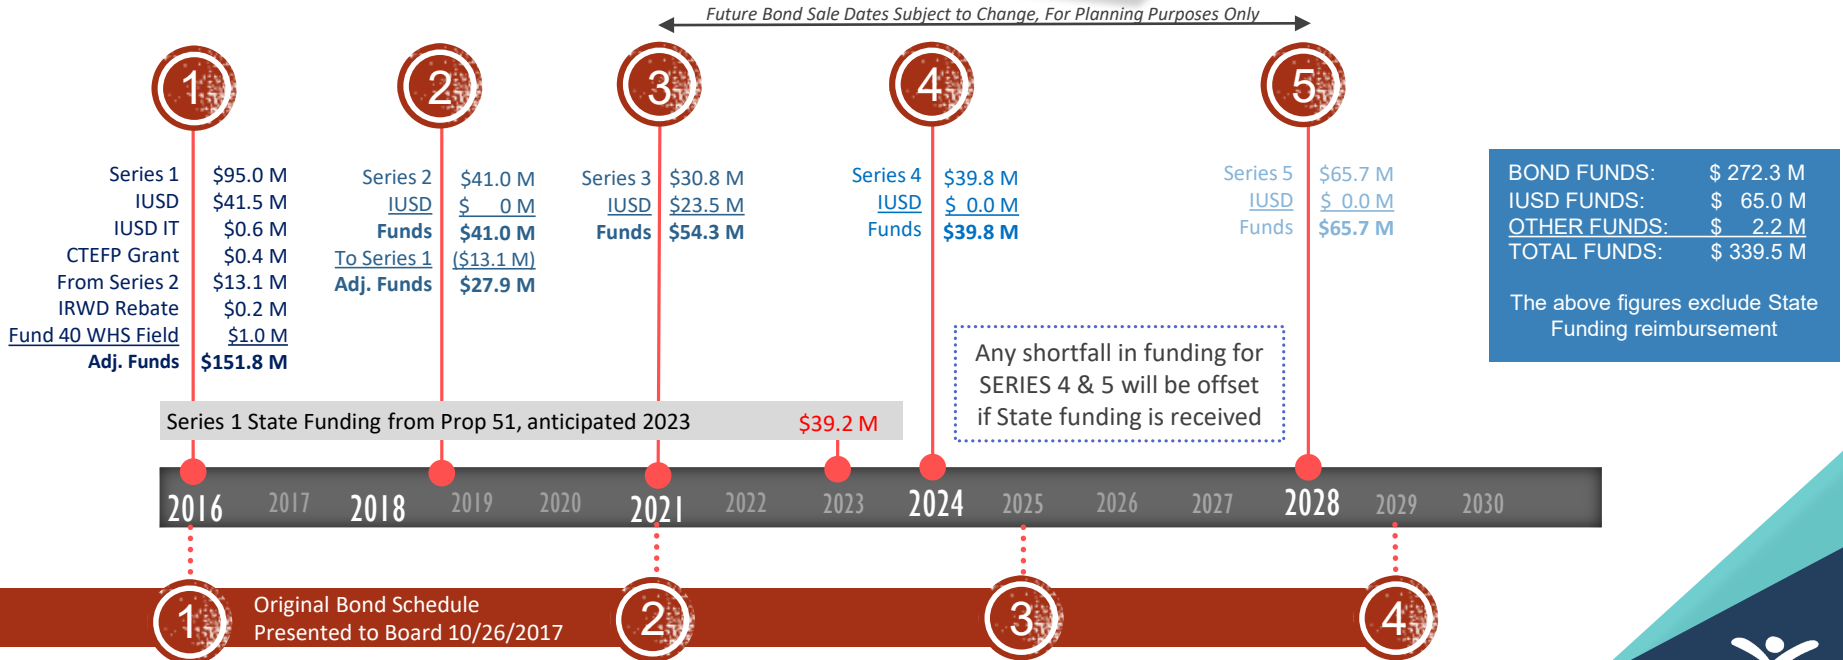 Future Bond Sale Dates Subject to Change, For Planning Purposes Only
1
2
3
4
5
Series 1 $95.0 M
IUSD $41.5 M
IUSD IT $0.6 M
CTEFP Grant $0.4 M
From Series 2 $13.1 M
IRWD Rebate $0.2 M
Fund 40 WHS Field $1.0 M
Adj. Funds $151.8 M
Series 2 $41.0 M
IUSD $ 0 M
Funds $41.0 M
To Series 1 ($13.1 M)
Adj. Funds $27.9 M
Series 3 $30.8 M
IUSD $23.5 M
Funds $54.3 M
Series 4 $39.8 M
IUSD $ 0.0 M
Funds $39.8 M
Series 5 $65.7 M
IUSD $ 0.0 M
Funds $65.7 M
BOND FUNDS: $ 272.3 M
IUSD FUNDS: $ 65.0 M
OTHER FUNDS: $ 2.2 M
TOTAL FUNDS: $ 339.5 M
The above figures exclude State
Funding reimbursement
Any shortfall in funding for
SERIES 4 & 5 will be offset
if State funding is received
Series 1 State Funding from Prop 51, anticipated 2023 $39.2 M
2016 2017 2018 2019 2020 2021 2022 2023 2024 2025 2026 2027 2028 2029 2030
1
Original Bond Schedule
Presented to Board 10/26/2017
2
3
4